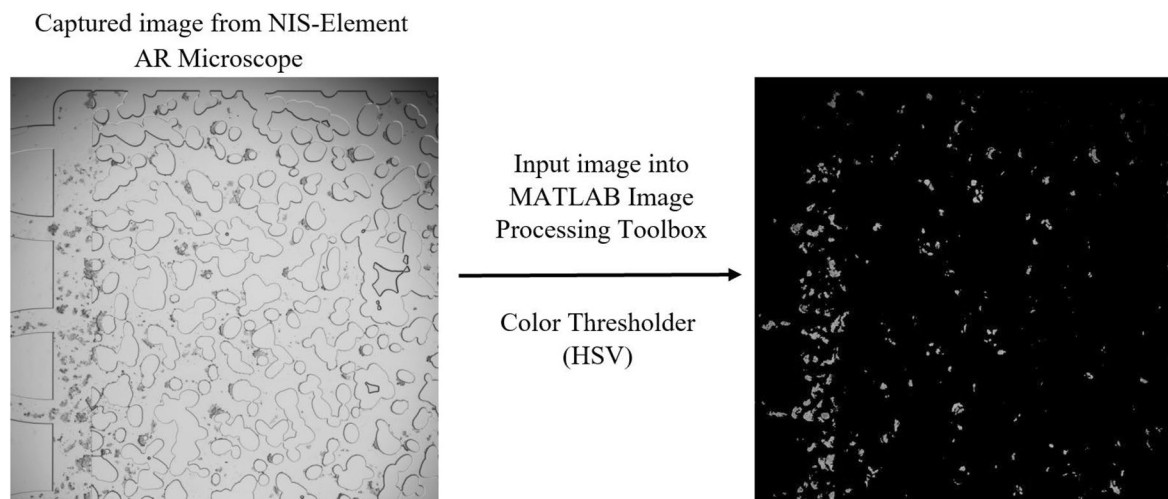 Captured image from NIS-Element
AR Microscope
Input image into
MATLAB Image
Processing Toolbox
Color Thresholder
(HSV)